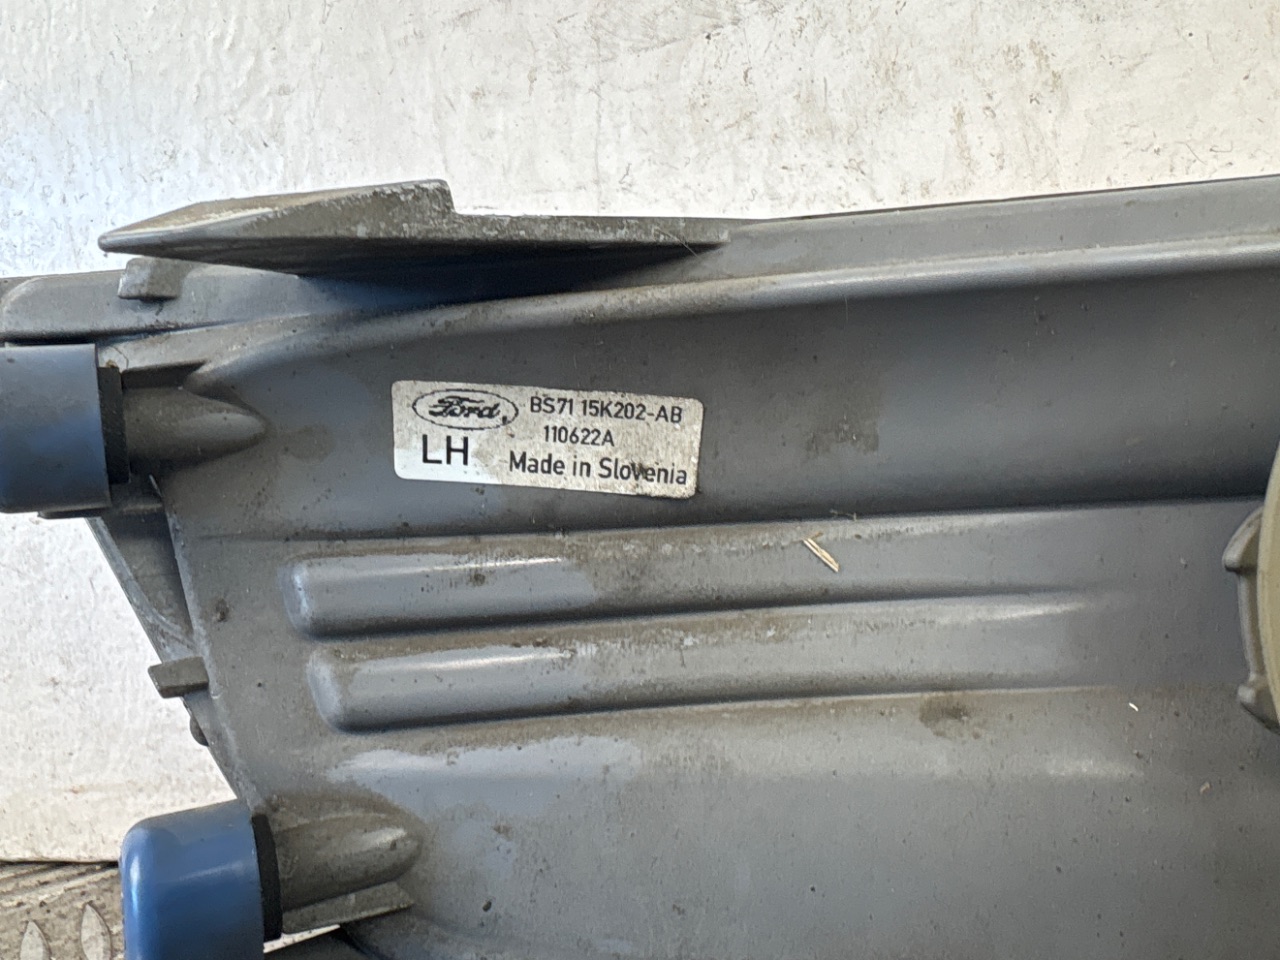 Ford
BS71 15K202-AB
110622A
LH
Made in Slovenia